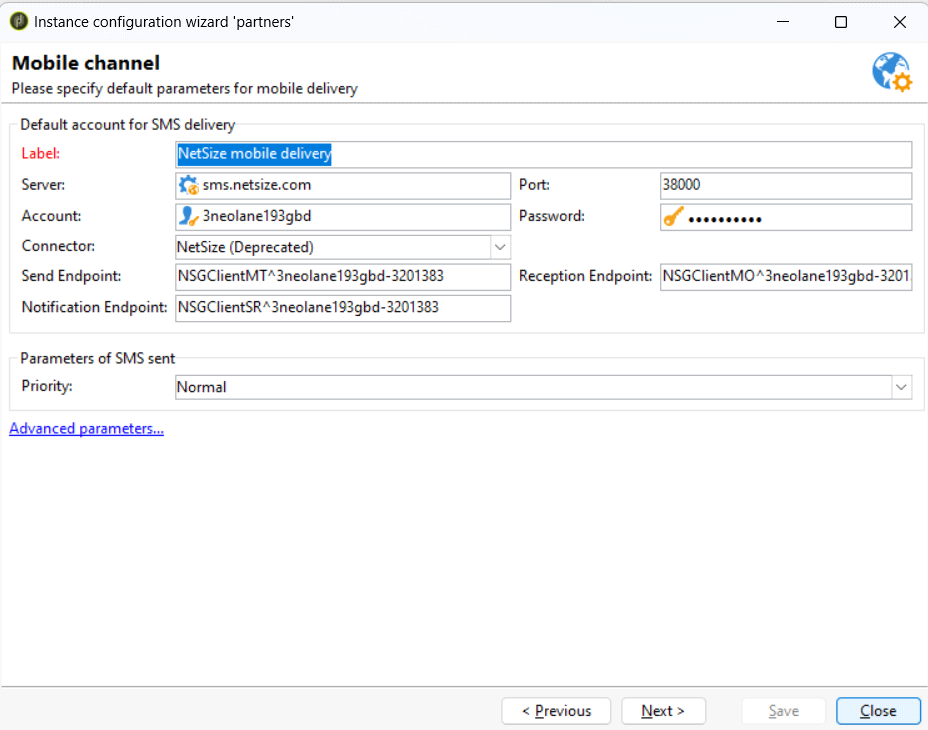 Instance configuration wizard 'partners'
Mobile channel
Please specify default parameters for mobile delivery
Default account for SMS delivery
Label: NetSize mobile delivery
Server: sms.netsize.com Port: 38000
Account: 3neolane193gbd Password: ••••••••••
Connector: NetSize (Deprecated)
Send Endpoint: NSGClientMT^3neolane193gbd-3201383 Reception Endpoint: NSGClientMO^3neolane193gbd-3201
Notification Endpoint: NSGClientSR^3neolane193gbd-3201383
Parameters of SMS sent
Priority: Normal
Advanced parameters...
< Previous Next > Save Close